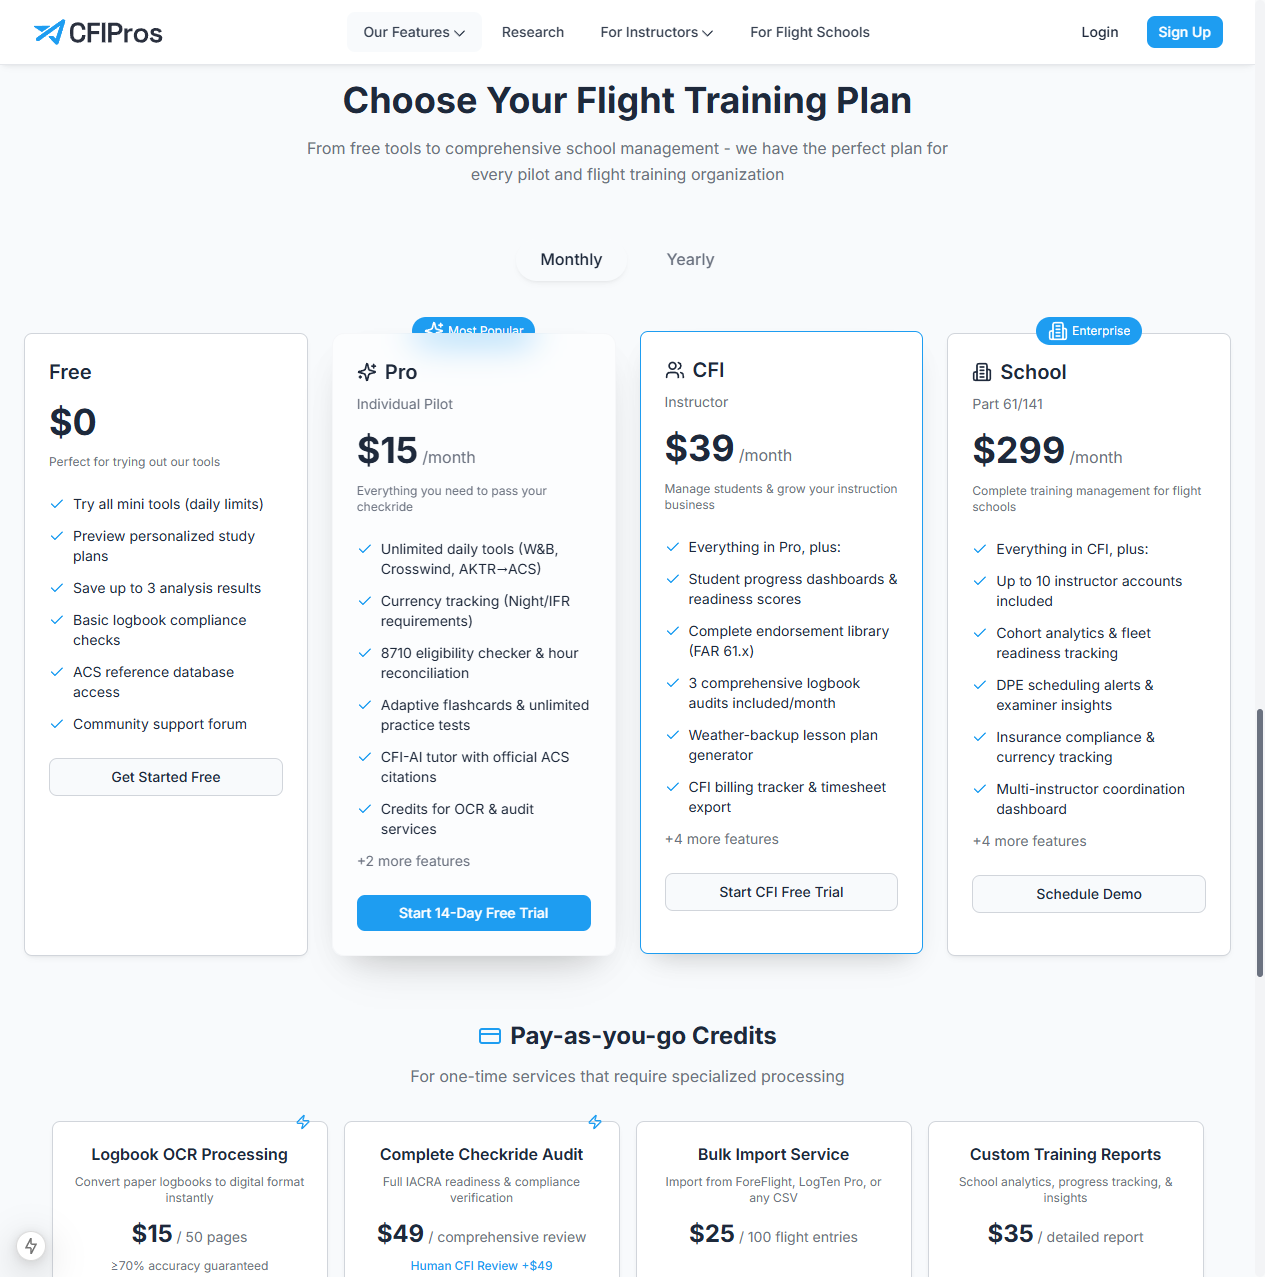 CFIPros
Our Features
Research
For Instructors
For Flight Schools
Login
Sign Up
Choose Your Flight Training Plan
From free tools to comprehensive school management - we have the perfect plan for
every pilot and flight training organization
Monthly
Yearly
Free
$0
Perfect for trying out our tools
Try all mini tools (daily limits)
Preview personalized study
plans
Save up to 3 analysis results
Basic logbook compliance
checks
ACS reference database
access
Community support forum
Get Started Free
Most Popular
Pro
Individual Pilot
$15 /month
Everything you need to pass your
checkride
Unlimited daily tools (W&B,
Crosswind, AKTR→ACS)
Currency tracking (Night/IFR
requirements)
8710 eligibility checker & hour
reconciliation
Adaptive flashcards & unlimited
practice tests
CFI-AI tutor with official ACS
citations
Credits for OCR & audit
services
+2 more features
Start 14-Day Free Trial
CFI
Instructor
$39 /month
Manage students & grow your instruction
business
Everything in Pro, plus:
Student progress dashboards &
readiness scores
Complete endorsement library
(FAR 61.x)
3 comprehensive logbook
audits included/month
Weather-backup lesson plan
generator
CFI billing tracker & timesheet
export
+4 more features
Start CFI Free Trial
Enterprise
School
Part 61/141
$299 /month
Complete training management for flight
schools
Everything in CFI, plus:
Up to 10 instructor accounts
included
Cohort analytics & fleet
readiness tracking
DPE scheduling alerts &
examiner insights
Insurance compliance &
currency tracking
Multi-instructor coordination
dashboard
+4 more features
Schedule Demo
Pay-as-you-go Credits
For one-time services that require specialized processing
Logbook OCR Processing
Convert paper logbooks to digital format
instantly
$15 / 50 pages
≥70% accuracy guaranteed
Complete Checkride Audit
Full IACRA readiness & compliance
verification
$49 / comprehensive review
Human CFI Review +$49
Bulk Import Service
Import from ForeFlight, LogTen Pro, or
any CSV
$25 / 100 flight entries
Custom Training Reports
School analytics, progress tracking, &
insights
$35 / detailed report